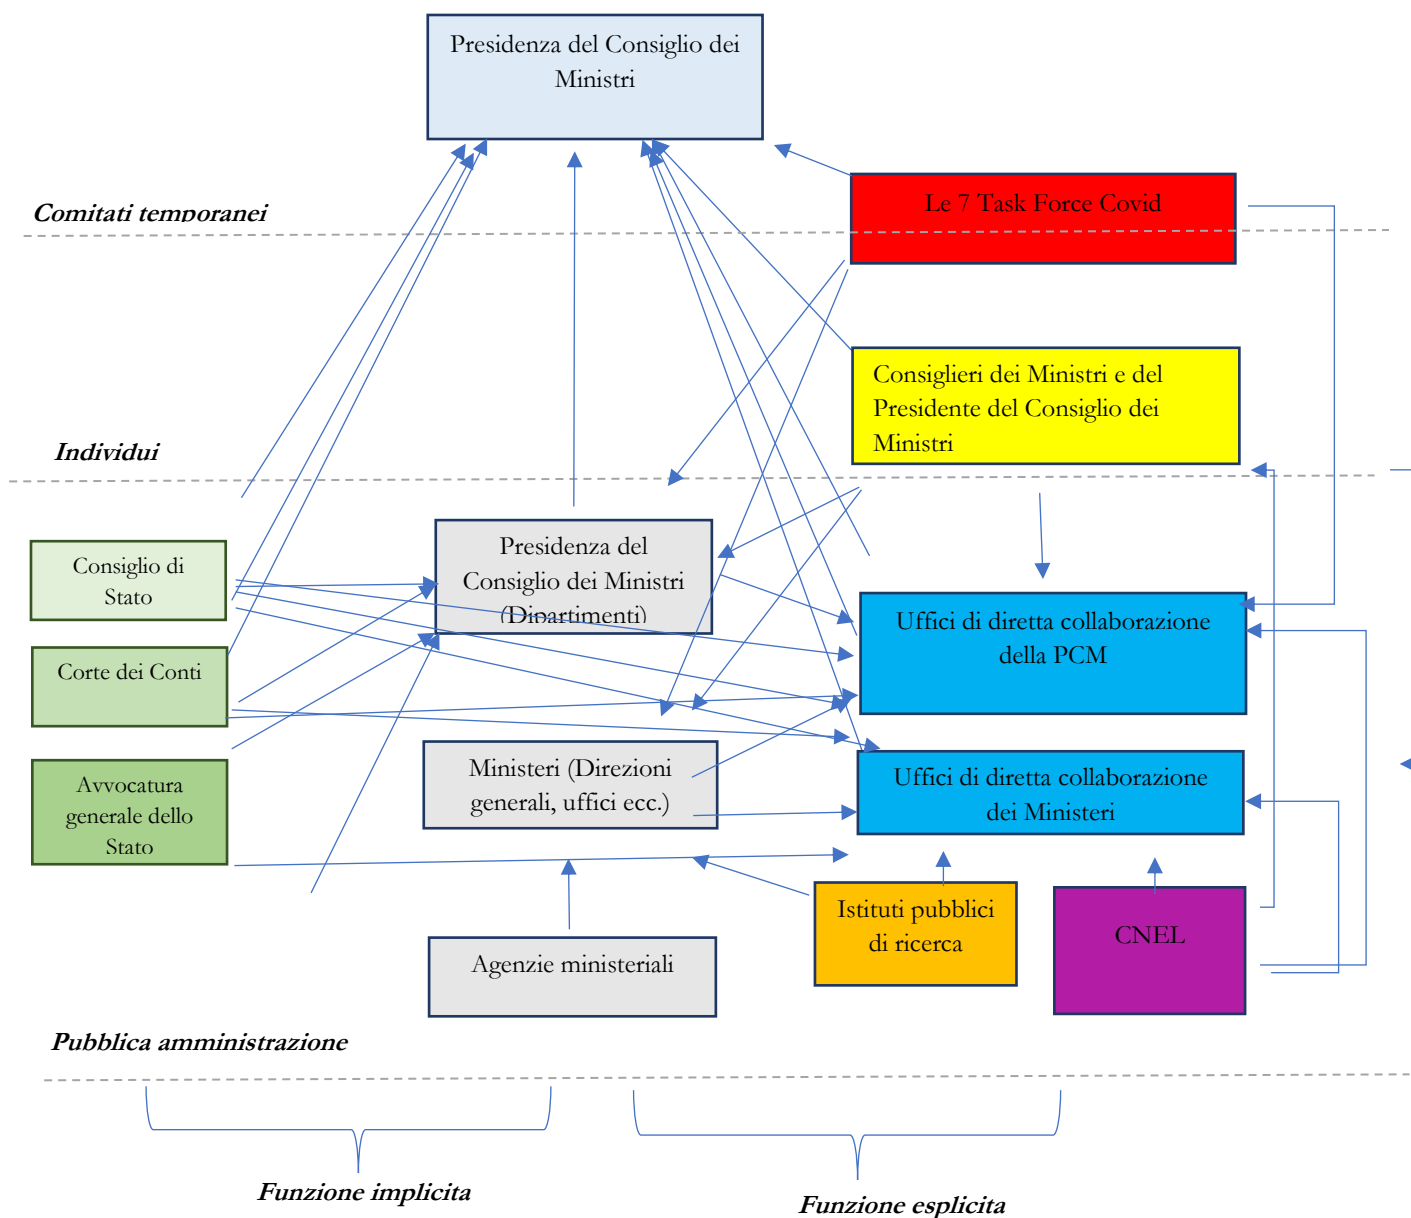 Presidenza del Consiglio dei
Ministri
Le 7 Task Force Covid
Comitati temporanei
Consiglieri dei Ministri e del
Presidente del Consiglio dei
Ministri
Individui
Consiglio di
Stato
Presidenza del
Consiglio dei Ministri
(Dipartimenti)
Uffici di diretta collaborazione
della PCM
Corte dei Conti
Ministeri (Direzioni
generali, uffici ecc.)
Uffici di diretta collaborazione
dei Ministeri
Avvocatura
generale dello
Stato
Istituti pubblici
di ricerca
CNEL
Agenzie ministeriali
Pubblica amministrazione
Funzione implicita
Funzione esplicita